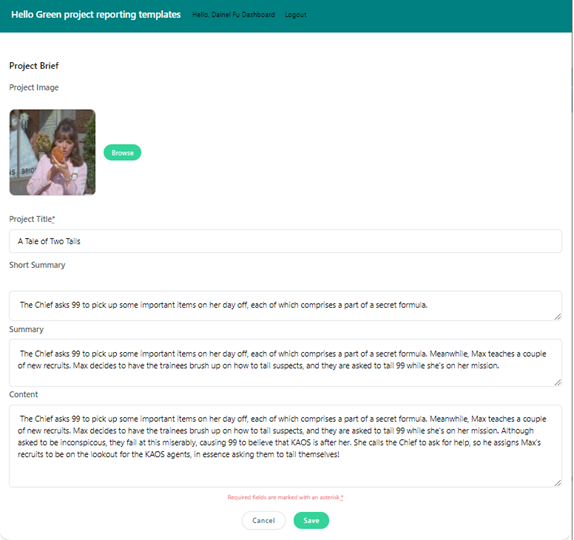 Hello Green project reporting templates Hello, Dainel Fu Dashboard Logout
Project Brief
Project Image
Browse
Project Title*
A Tale of Two Tails
Short Summary
The Chief asks 99 to pick up some important items on her day off, each of which comprises a part of a secret formula.
Summary
The Chief asks 99 to pick up some important items on her day off, each of which comprises a part of a secret formula. Meanwhile, Max teaches a couple
of new recruits. Max decides to have the trainees brush up on how to tail suspects, and they are asked to tail 99 while she's on her mission.
Content
The Chief asks 99 to pick up some important items on her day off, each of which comprises a part of a secret formula. Meanwhile, Max teaches a couple
of new recruits. Max decides to have the trainees brush up on how to tail suspects, and they are asked to tail 99 while she's on her mission. Although
asked to be inconspicous, they fail at this miserably, causing 99 to believe that KAOS is after her. She calls the Chief to ask for help, so he assigns Max's
recruits to be on the lookout for the KAOS agents, in essence asking them to tail themselves!
Required fields are marked with an asterisk *
Cancel Save